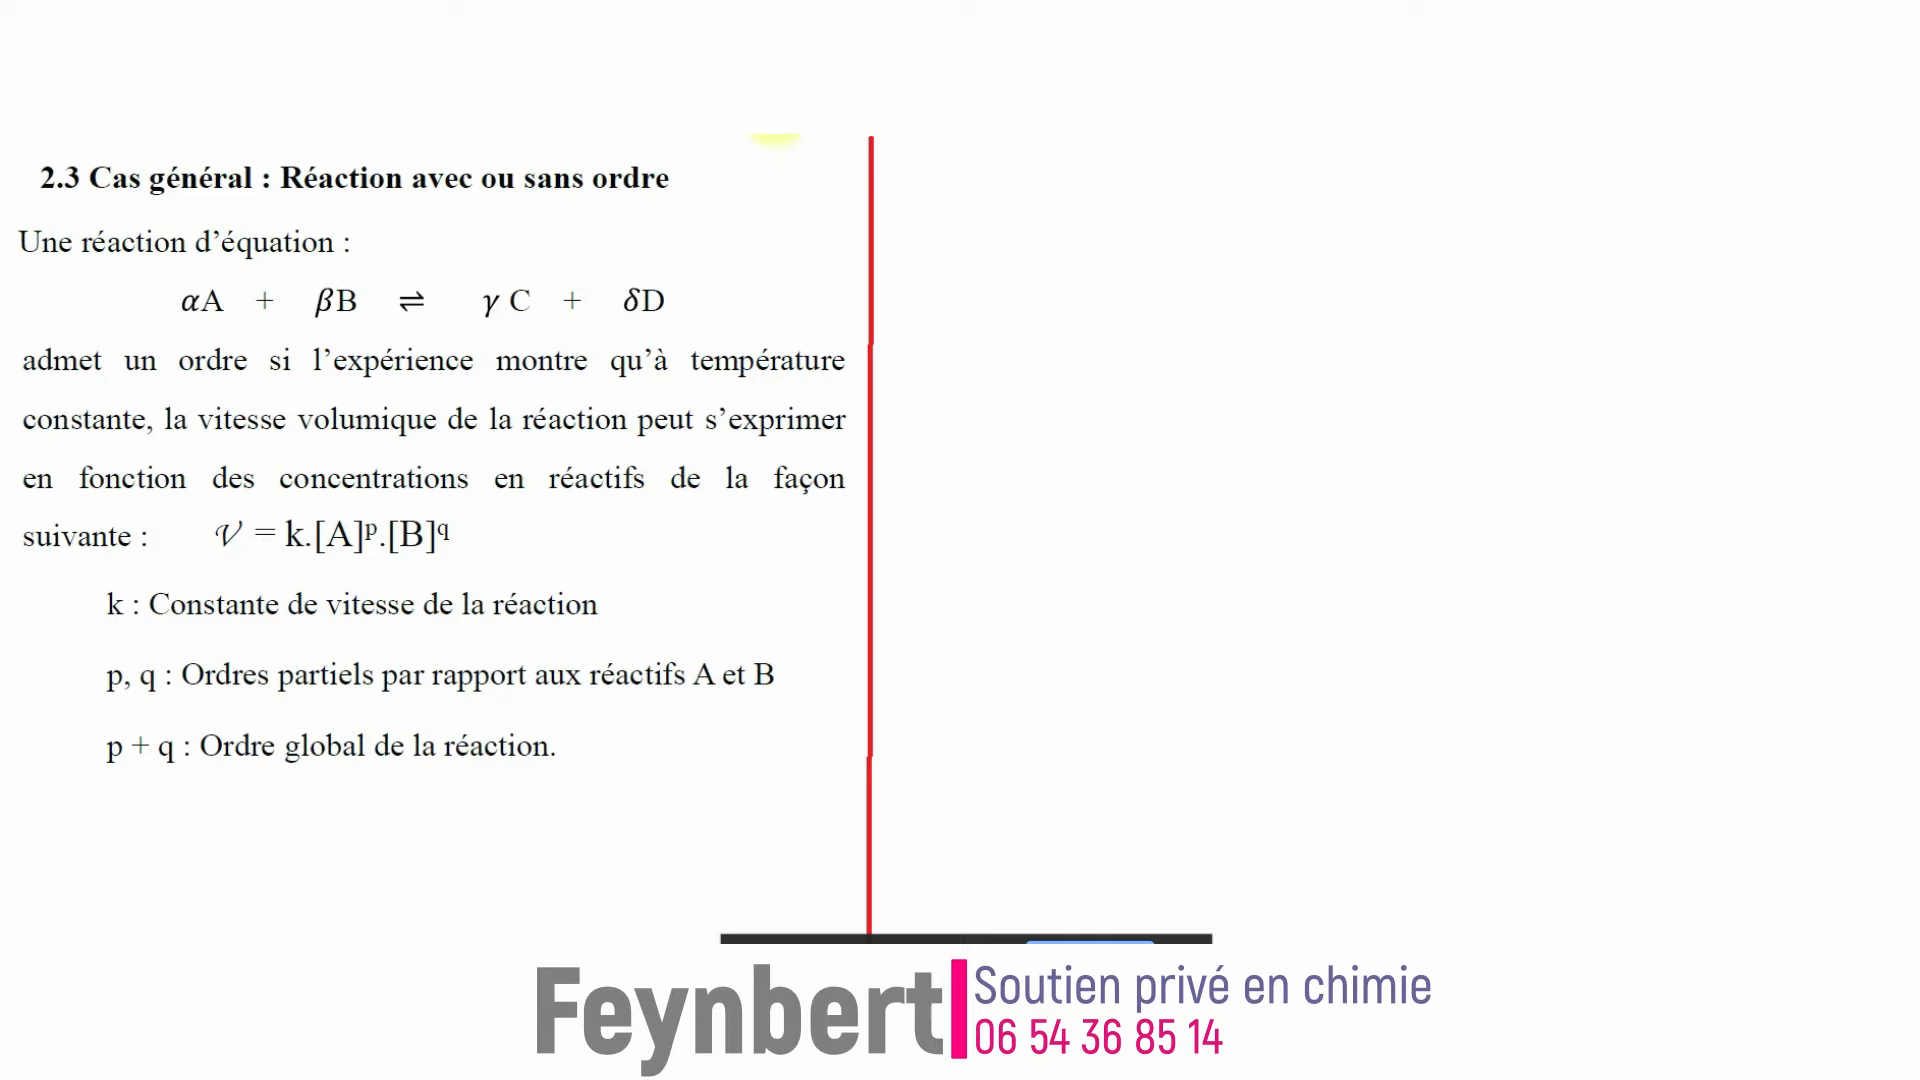 2.3 Cas général : Réaction avec ou sans ordre
Une réaction d’équation :
αA + βB ⇌ γ C + δD
admet un ordre si l’expérience montre qu’à température
constante, la vitesse volumique de la réaction peut s’exprimer
en fonction des concentrations en réactifs de la façon
suivante : 𝒱 = k.[A]ᵖ.[B]^q
k : Constante de vitesse de la réaction
p, q : Ordres partiels par rapport aux réactifs A et B
p + q : Ordre global de la réaction.
Feynbert
Soutien privé en chimie
06 54 36 85 14